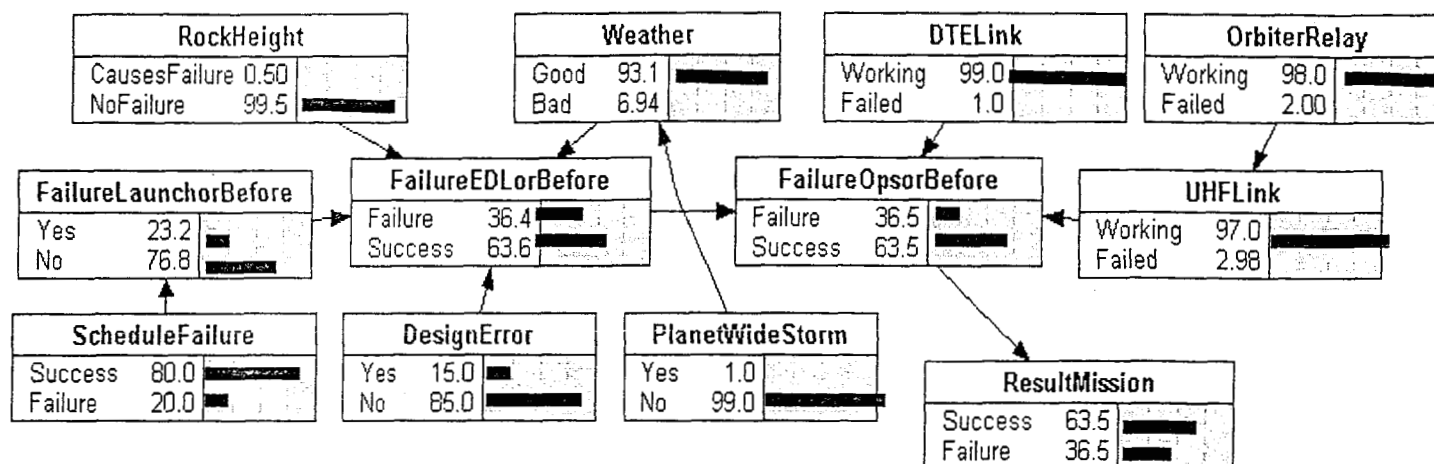 RockHeight
CausesFailure 0.50
NoFailure 99.5
Weather
Good 93.1
Bad 6.94
DTELink
Working 99.0
Failed 1.0
OrbiterRelay
Working 98.0
Failed 2.00
FailureLaunchorBefore
Yes 23.2
No 76.8
FailureEDLorBefore
Failure 36.4
Success 63.6
FailureOpsorBefore
Failure 36.5
Success 63.5
UHFLink
Working 97.0
Failed 2.98
ScheduleFailure
Success 80.0
Failure 20.0
DesignError
Yes 15.0
No 85.0
PlanetWideStorm
Yes 1.0
No 99.0
ResultMission
Success 63.5
Failure 36.5